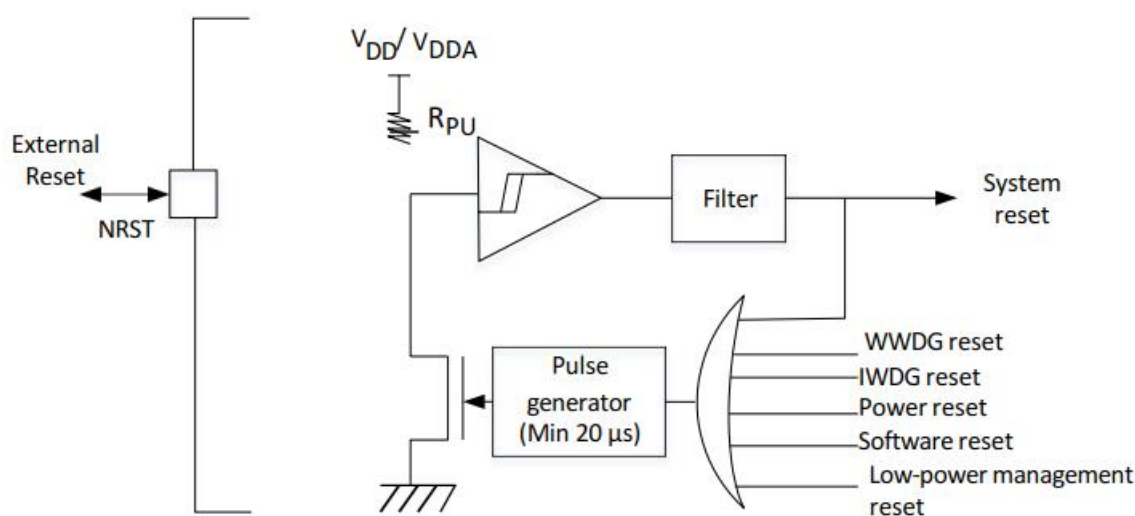 VDD/ VDDA
RPU
External
Reset
NRST
Filter
System
reset
Pulse
generator
(Min 20 μs)
WWDG reset
IWDG reset
Power reset
Software reset
Low-power management
reset